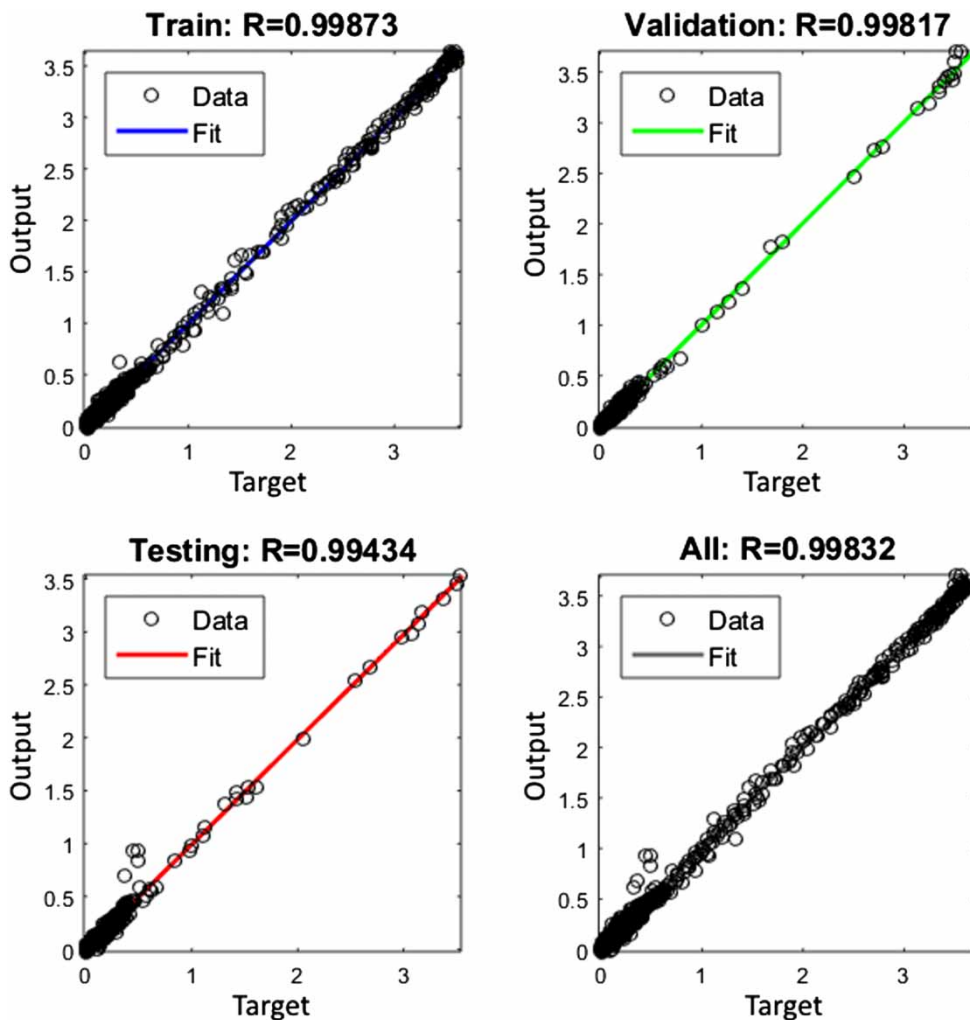 Train: R=0.99873
3.5
3
2.5
2
1.5
1
0.5
0
Output
Data
Fit
0 1 2 3
Target
Validation: R=0.99817
3.5
3
2.5
2
1.5
1
0.5
0
Output
Data
Fit
0 1 2 3
Target
Testing: R=0.99434
3.5
3
2.5
2
1.5
1
0.5
0
Output
Data
Fit
0 1 2 3
Target
All: R=0.99832
3.5
3
2.5
2
1.5
1
0.5
0
Output
Data
Fit
0 1 2 3
Target